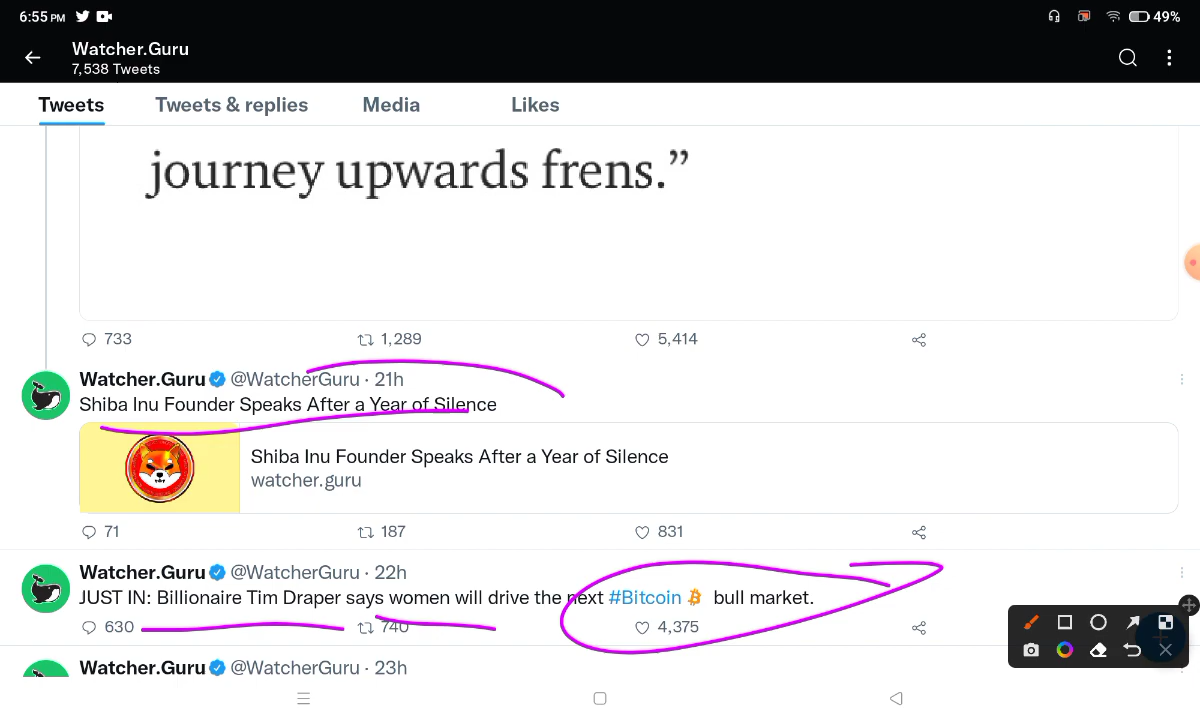 6:55 PM
49%
Watcher.Guru
7,538 Tweets
Tweets Tweets & replies Media Likes
journey upwards frens.”
733 1,289 5,414
Watcher.Guru @WatcherGuru · 21h
Shiba Inu Founder Speaks After a Year of Silence
Shiba Inu Founder Speaks After a Year of Silence
watcher.guru
71 187 831
Watcher.Guru @WatcherGuru · 22h
JUST IN: Billionaire Tim Draper says women will drive the next #Bitcoin bull market.
630 740 4,375
Watcher.Guru @WatcherGuru · 23h